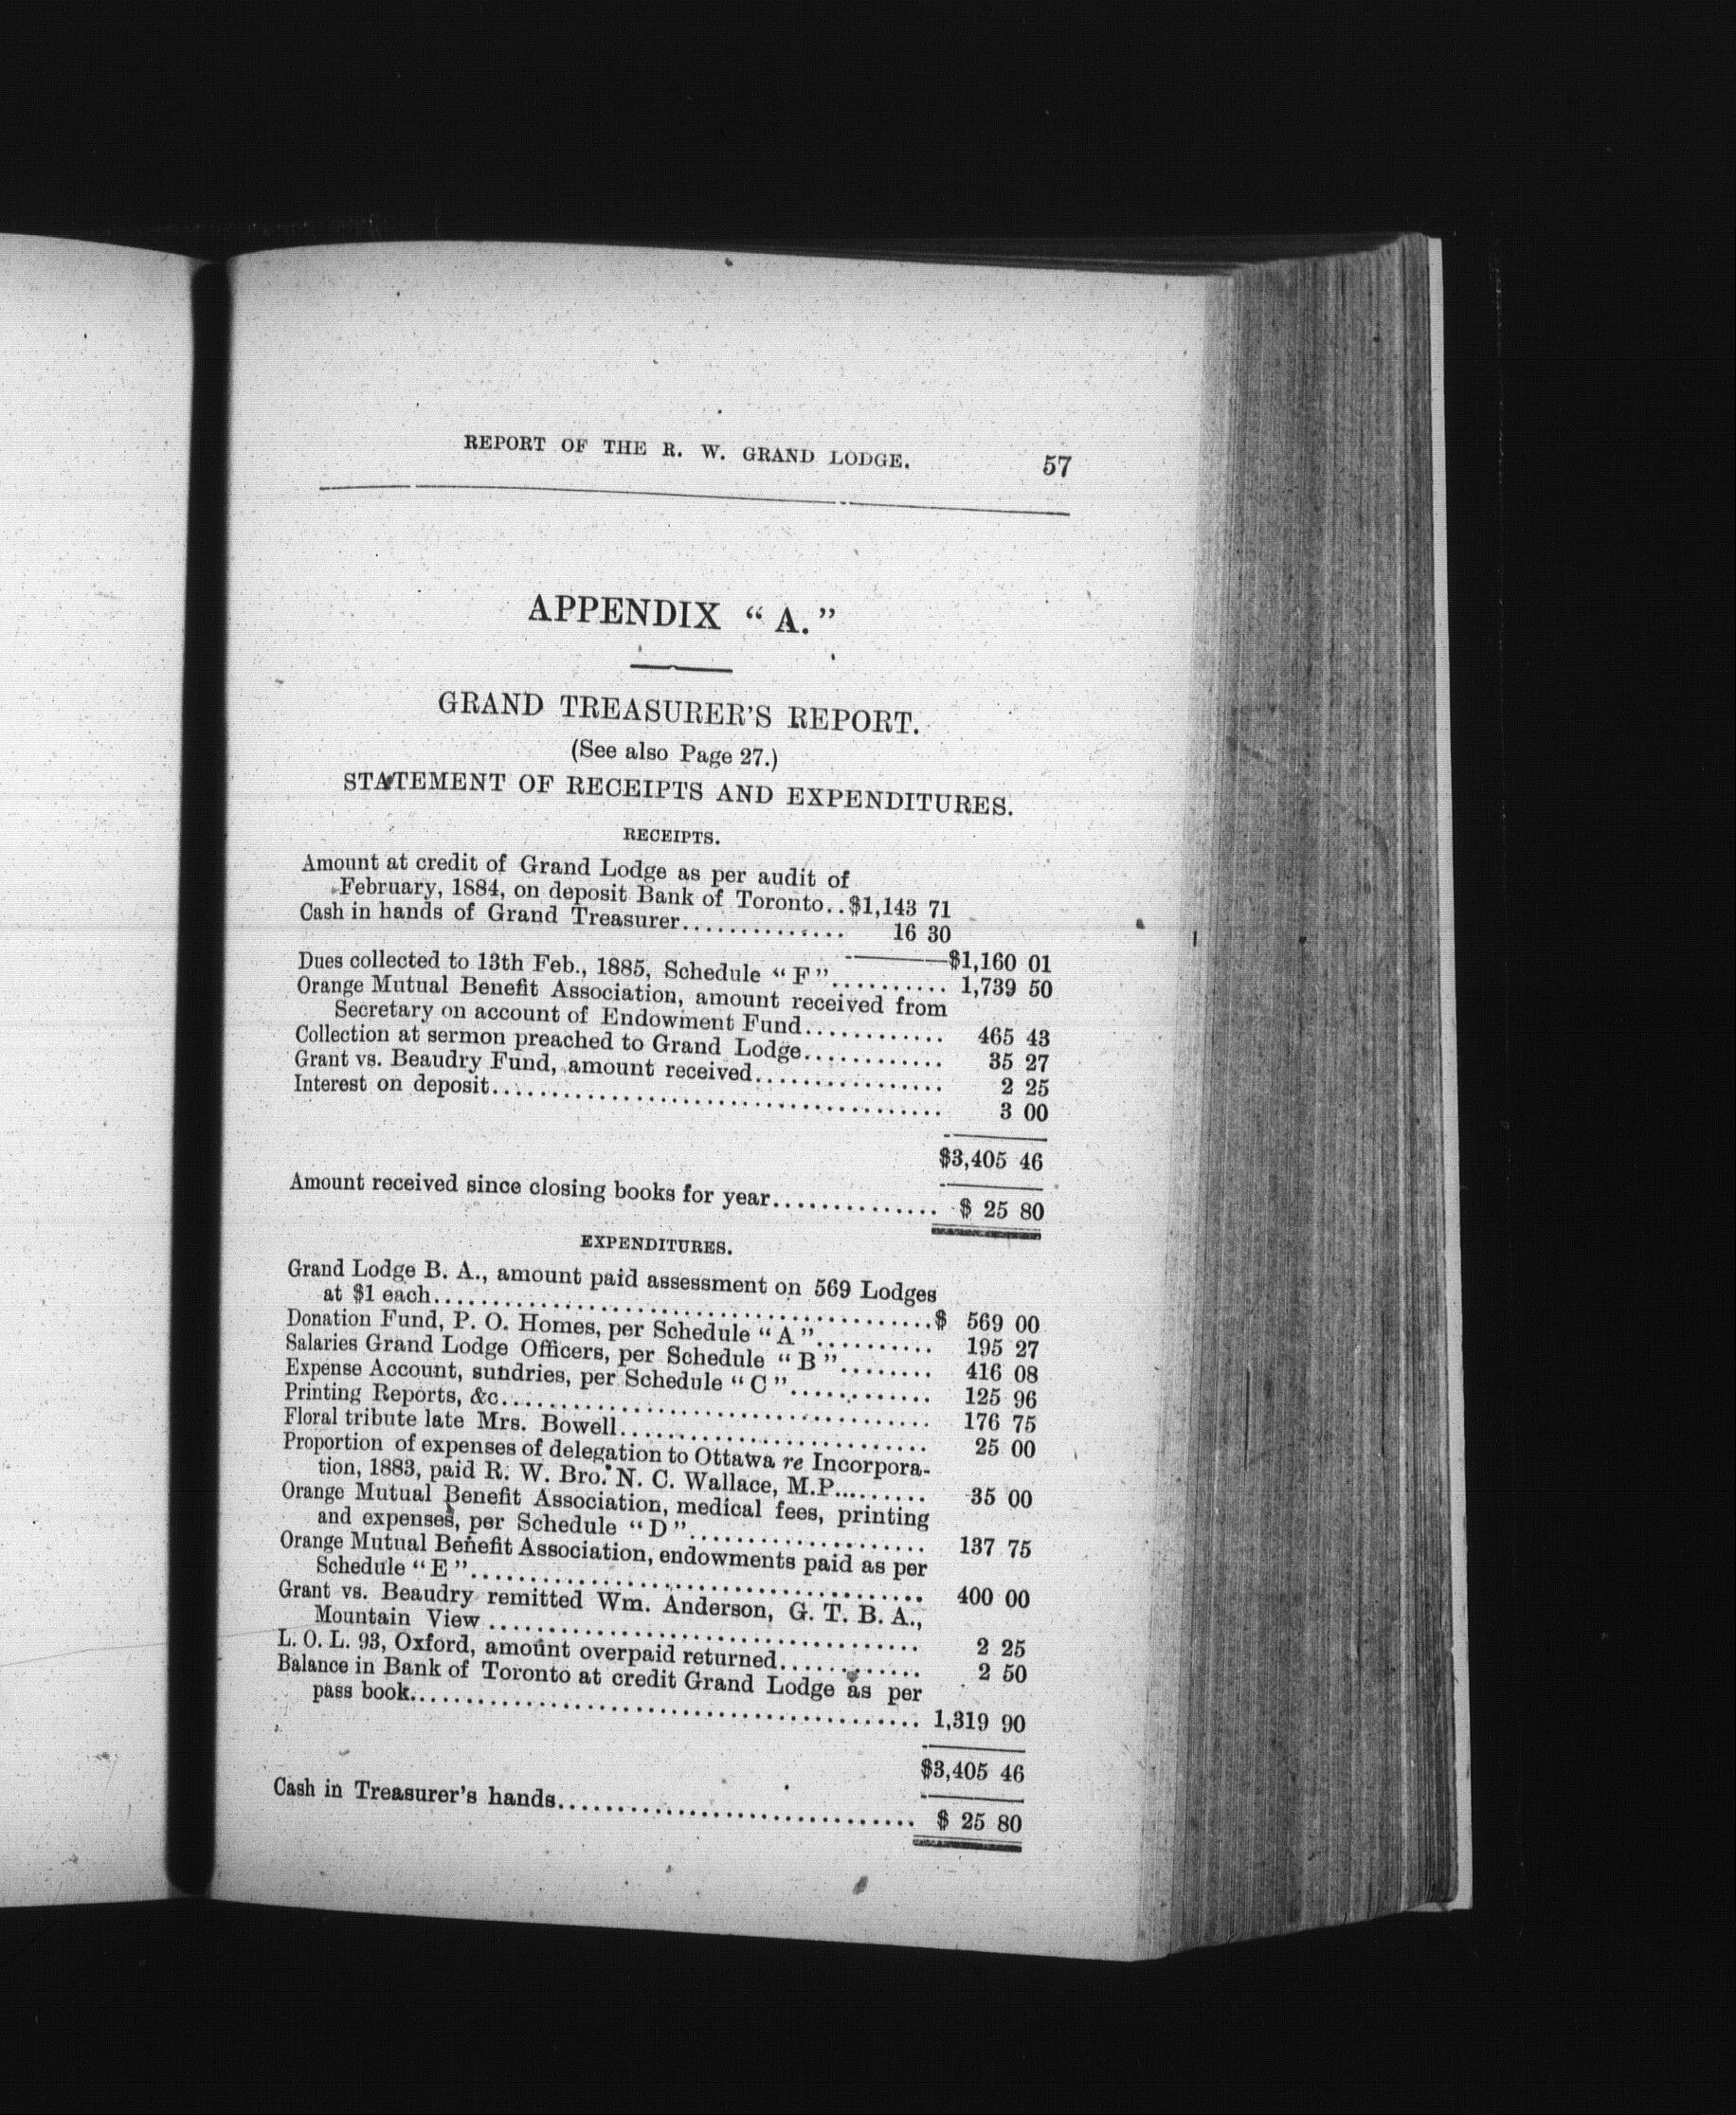 REPORT OF THE R. W. GRAND LODGE. 57
APPENDIX “A.”
GRAND TREASURER'S REPORT.
(See also Page 27.)
STATEMENT OF RECEIPTS AND EXPENDITURES.
RECEIPTS.
Amount at credit of Grand Lodge as per audit of
February, 1884, on deposit Bank of Toronto..$1,143 71
Cash in hands of Grand Treasurer.............. 16 30
$1,160 01
Dues collected to 13th Feb., 1885, Schedule “F”.......... 1,739 50
Orange Mutual Benefit Association, amount received from
Secretary on account of Endowment Fund............ 465 43
Collection at sermon preached to Grand Lodge............ 35 27
Grant vs. Beaudry Fund, amount received................ 2 25
Interest on deposit...................................... 3 00
$3,405 46
Amount received since closing books for year.............. $ 25 80
EXPENDITURES.
Grand Lodge B. A., amount paid assessment on 569 Lodges
at $1 each..........................................$ 569 00
Donation Fund, P. O. Homes, per Schedule “A”.......... 195 27
Salaries Grand Lodge Officers, per Schedule “B”........ 416 08
Expense Account, sundries, per Schedule “C”............ 125 96
Printing Reports, &c.................................... 176 75
Floral tribute late Mrs. Bowell.......................... 25 00
Proportion of expenses of delegation to Ottawa re Incorpora-
tion, 1883, paid R. W. Bro. N. C. Wallace, M.P......... 35 00
Orange Mutual Benefit Association, medical fees, printing
and expenses, per Schedule “D”.................... 137 75
Orange Mutual Benefit Association, endowments paid as per
Schedule “E”...................................... 400 00
Grant vs. Beaudry remitted Wm. Anderson, G. T. B. A.,
Mountain View .................................... 2 25
L. O. L. 93, Oxford, amount overpaid returned............ 2 50
Balance in Bank of Toronto at credit Grand Lodge as per
pass book.......................................... 1,319 90
$3,405 46
Cash in Treasurer's hands.............................. $ 25 80